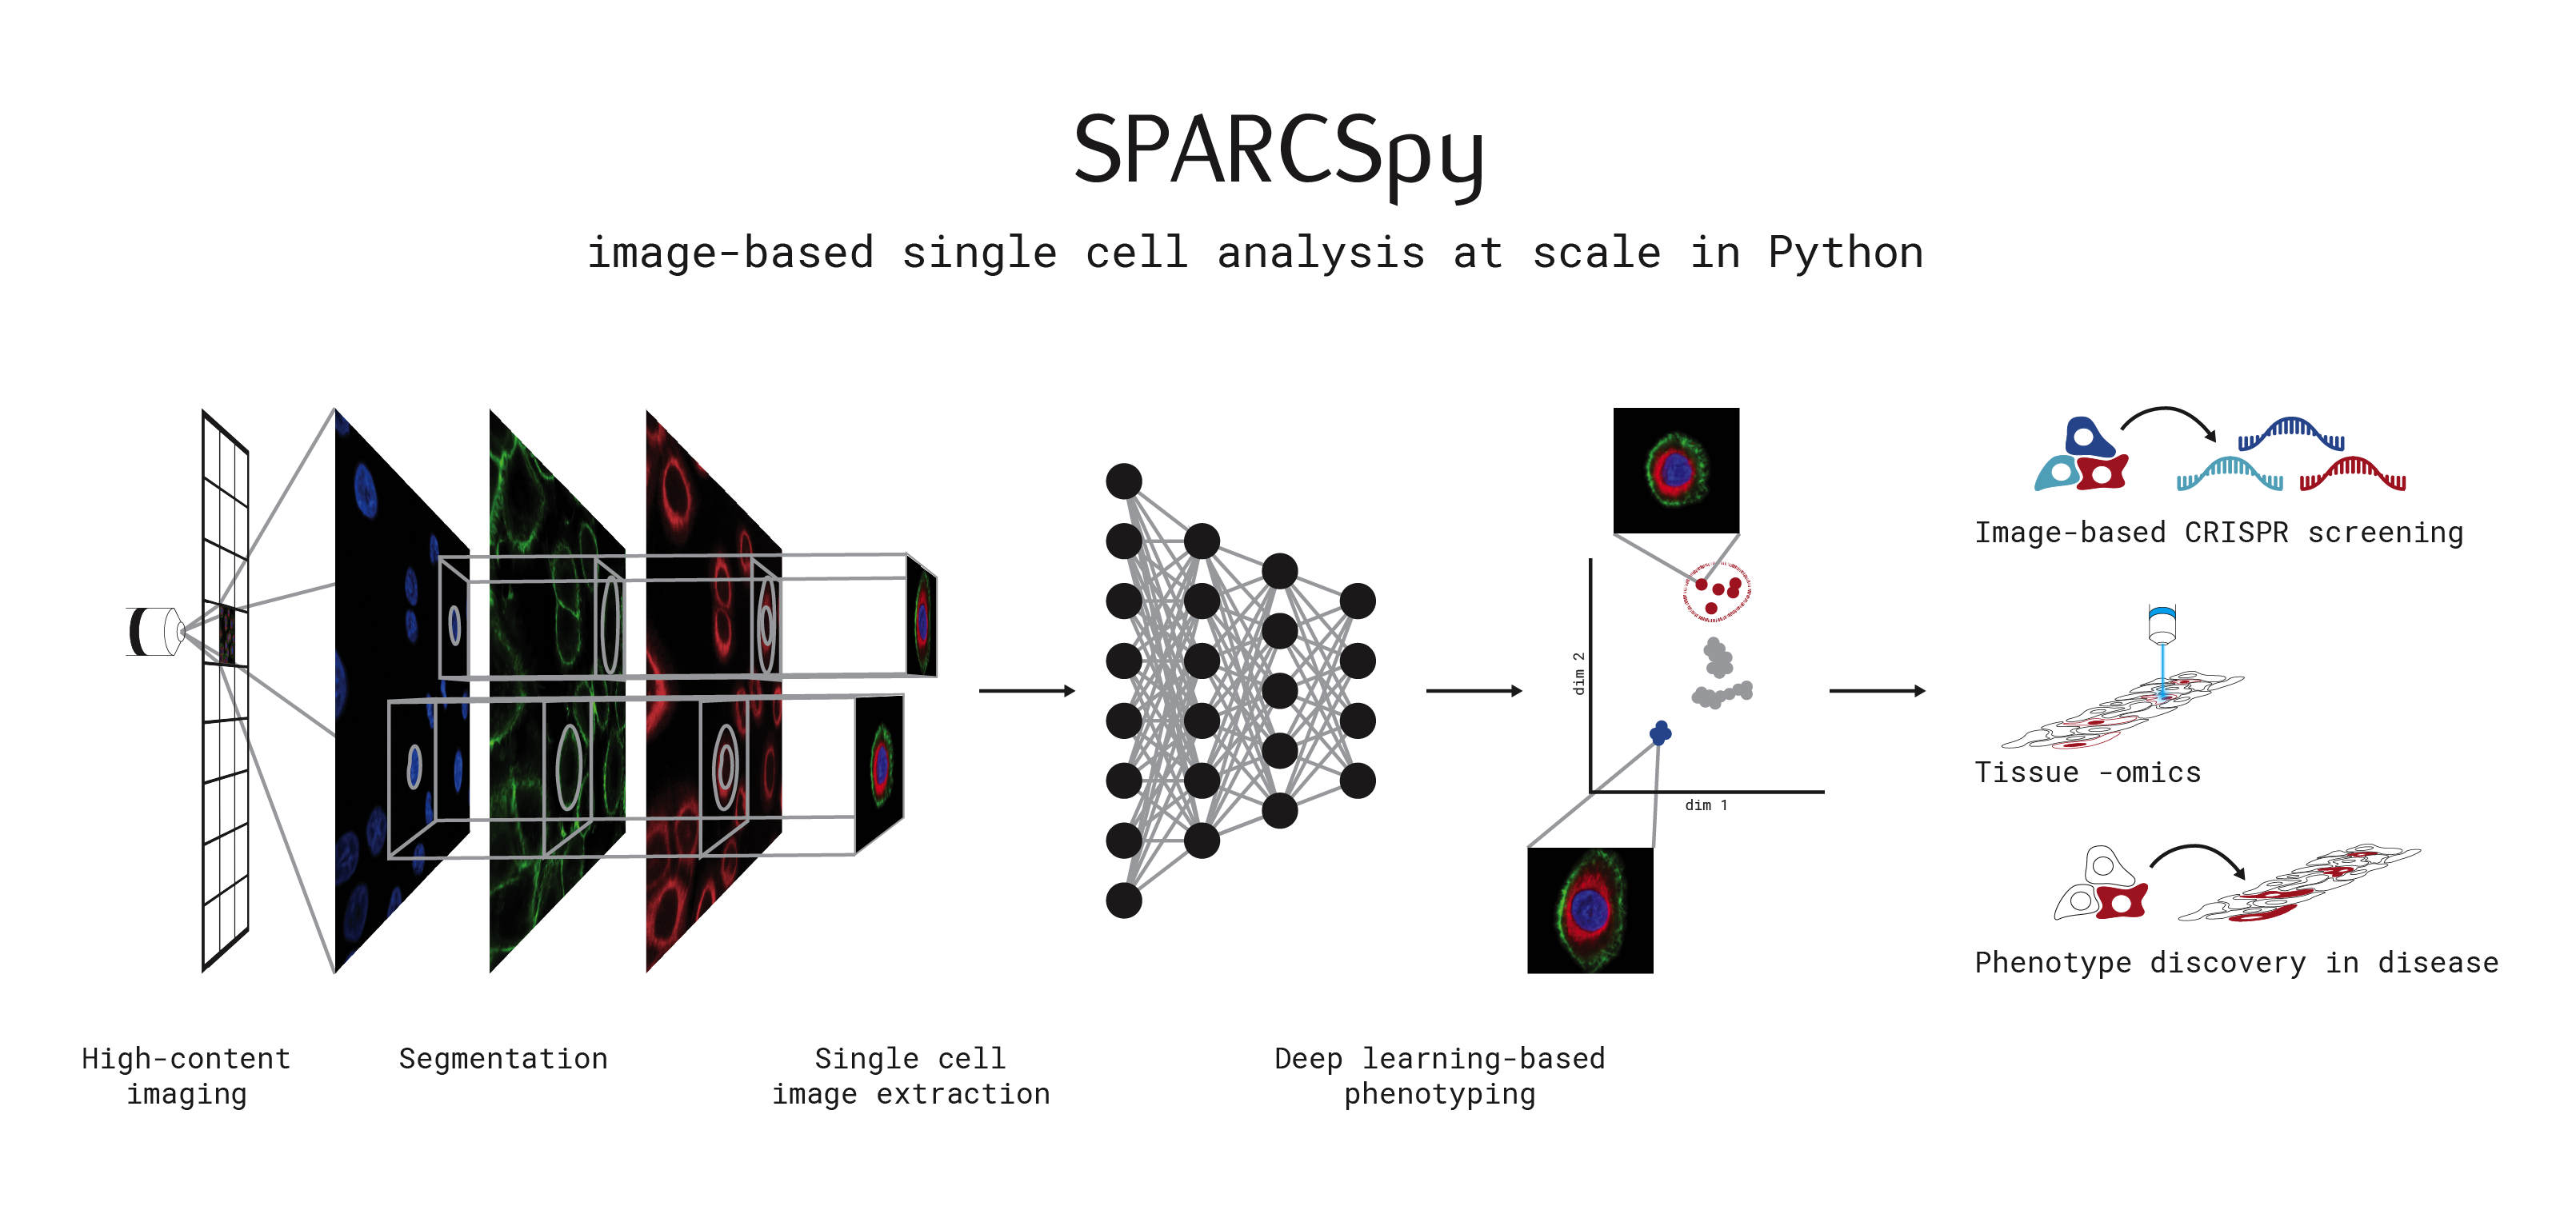 SPARCSpy
image-based single cell analysis at scale in Python
dim 2
dim 1
Image-based CRISPR screening
Tissue -omics
Phenotype discovery in disease
High-content
imaging
Segmentation
Single cell
image extraction
Deep learning-based
phenotyping